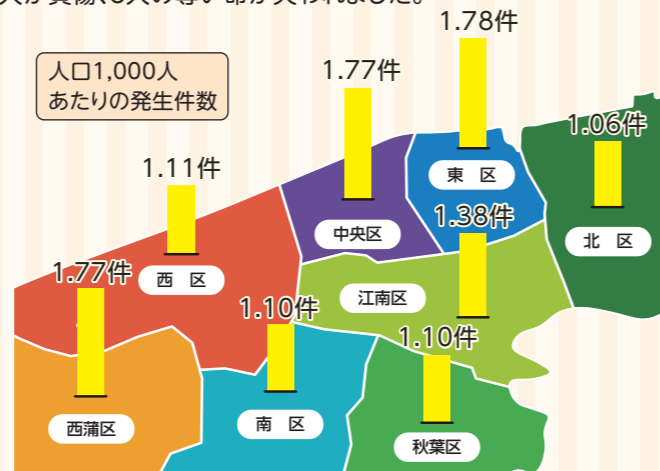 人口1,000人
あたりの発生件数
1.78件
1.77件
1.06件
1.11件
東 区
1.38件
中央区
北 区
1.77件
西 区
江南区
1.10件
1.10件
西蒲区
南 区
秋葉区